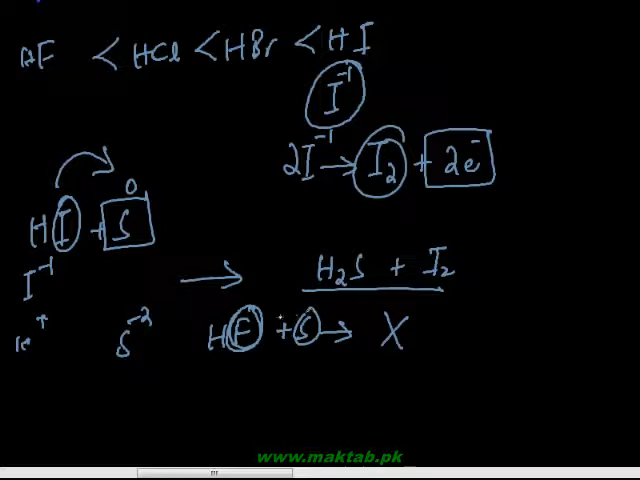 HF < HCl < HBr < HI
I⁻¹
2I⁻¹ → I₂ + 2e⁻
0
HI + S
I⁻¹ → H₂S + I₂
H⁺ S⁻² HF + S → X
www.maktab.pk